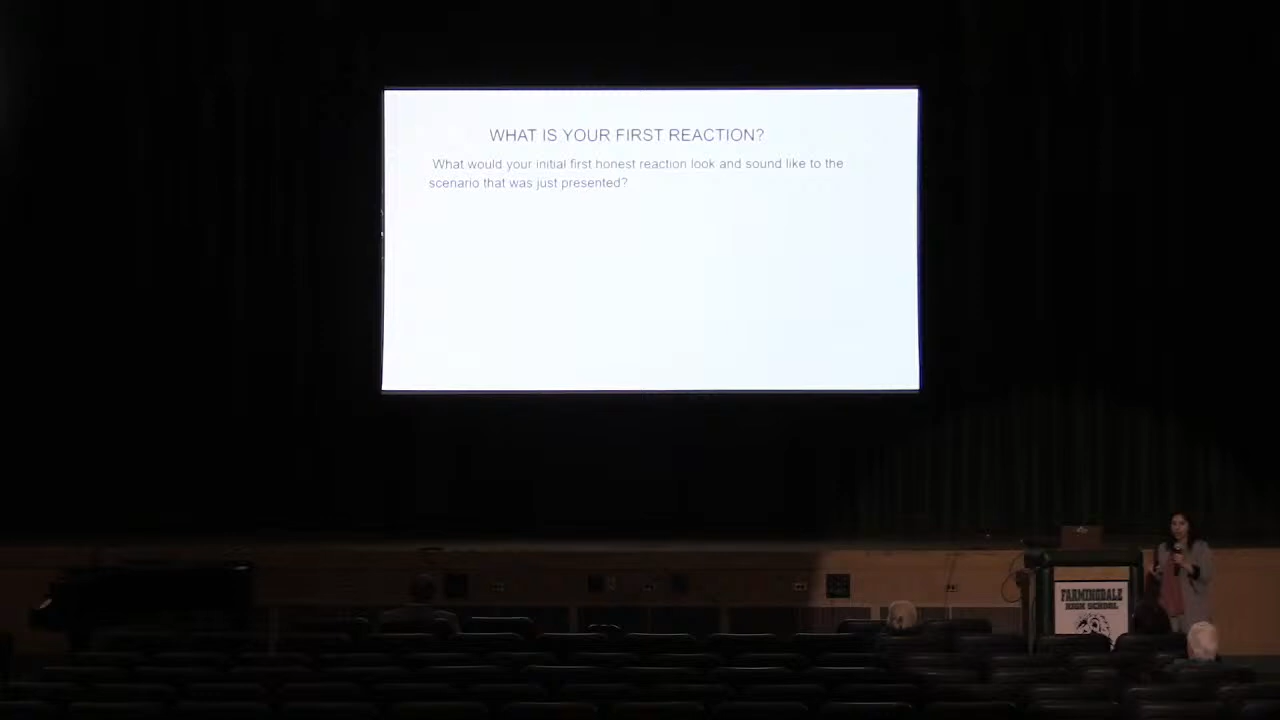 WHAT IS YOUR FIRST REACTION?
What would your initial first honest reaction look and sound like to the
scenario that was just presented?
FARMINGDALE
HIGH SCHOOL